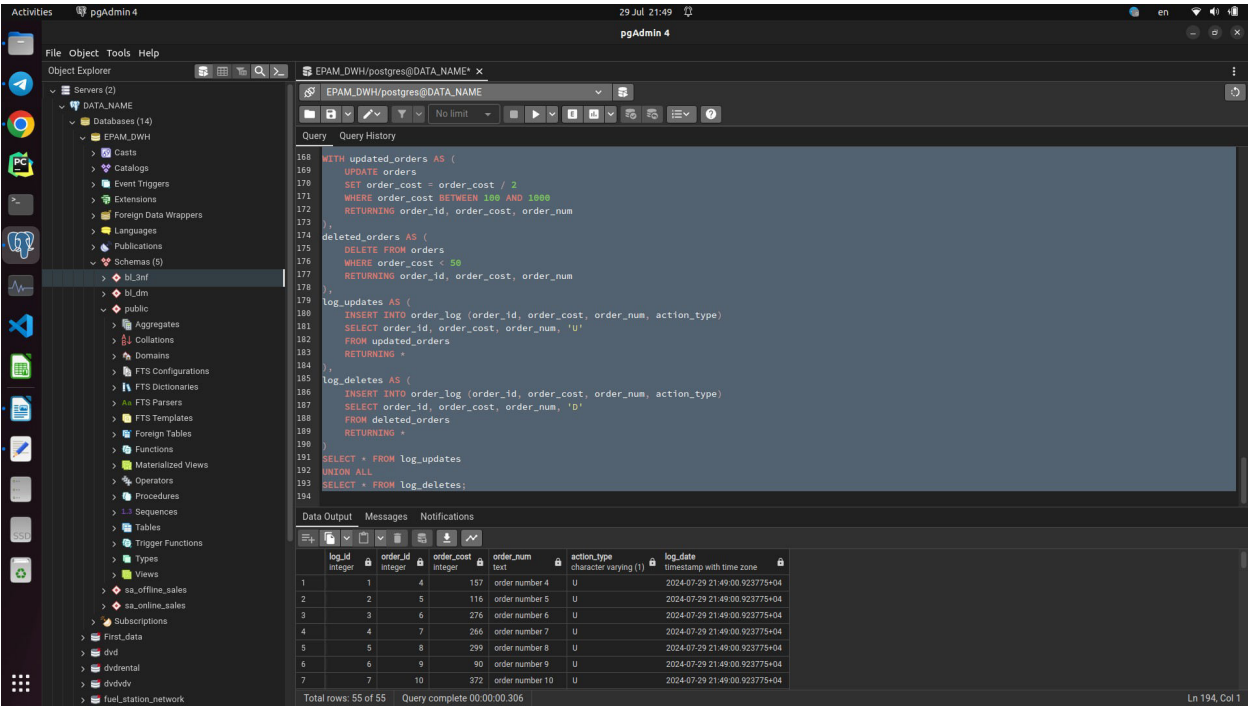 Activities pgAdmin 4 29 Jul 21:49 en
pgAdmin 4
File Object Tools Help
Object Explorer
EPAM_DWH/postgres@DATA_NAME* ×
Servers (2)
DATA_NAME
Databases (14)
EPAM_DWH
Casts
Catalogs
Event Triggers
Extensions
Foreign Data Wrappers
Languages
Publications
Schemas (5)
bl_3nf
bl_dm
public
Aggregates
Collations
Domains
FTS Configurations
FTS Dictionaries
FTS Parsers
FTS Templates
Foreign Tables
Functions
Materialized Views
Operators
Procedures
1..3 Sequences
Tables
Trigger Functions
Types
Views
sa_offline_sales
sa_online_sales
Subscriptions
First_data
dvd
dvdrental
dvdvdv
fuel_station_network
EPAM_DWH/postgres@DATA_NAME
No limit
Query Query History
168 WITH updated_orders AS (
169 UPDATE orders
170 SET order_cost = order_cost / 2
171 WHERE order_cost BETWEEN 100 AND 1000
172 RETURNING order_id, order_cost, order_num
173 ),
174 deleted_orders AS (
175 DELETE FROM orders
176 WHERE order_cost < 50
177 RETURNING order_id, order_cost, order_num
178 ),
179 log_updates AS (
180 INSERT INTO order_log (order_id, order_cost, order_num, action_type)
181 SELECT order_id, order_cost, order_num, 'U'
182 FROM updated_orders
183 RETURNING *
184 ),
185 log_deletes AS (
186 INSERT INTO order_log (order_id, order_cost, order_num, action_type)
187 SELECT order_id, order_cost, order_num, 'D'
188 FROM deleted_orders
189 RETURNING *
190 )
191 SELECT * FROM log_updates
192 UNION ALL
193 SELECT * FROM log_deletes;
194
Data Output Messages Notifications
log_id order_id order_cost order_num action_type log_date
integer integer integer text character varying (1) timestamp with time zone
1 1 4 157 order number 4 U 2024-07-29 21:49:00.923775+04
2 2 5 116 order number 5 U 2024-07-29 21:49:00.923775+04
3 3 6 276 order number 6 U 2024-07-29 21:49:00.923775+04
4 4 7 266 order number 7 U 2024-07-29 21:49:00.923775+04
5 5 8 299 order number 8 U 2024-07-29 21:49:00.923775+04
6 6 9 90 order number 9 U 2024-07-29 21:49:00.923775+04
7 7 10 372 order number 10 U 2024-07-29 21:49:00.923775+04
Total rows: 55 of 55 Query complete 00:00:00.306 Ln 194, Col 1
PC
SSD